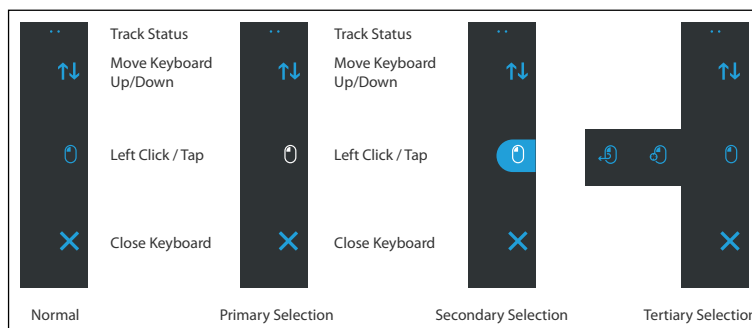 Track Status
Move Keyboard
Up/Down
Left Click / Tap
Close Keyboard
Track Status
Move Keyboard
Up/Down
Left Click / Tap
Close Keyboard
Normal
Primary Selection
Secondary Selection
Tertiary Selection